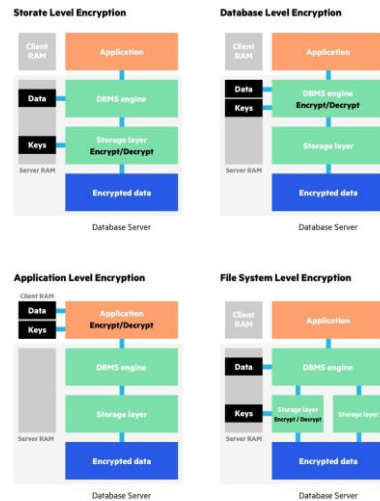 Storate Level Encryption
Client
RAM
Application
Data
DBMS engine
Keys
Storage layer
Encrypt/Decrypt
Server RAM
Encrypted data
Database Server
Database Level Encryption
Client
RAM
Application
Data
Keys
DBMS engine
Encrypt/Decrypt
Storage layer
Server RAM
Encrypted data
Database Server
Application Level Encryption
Client RAM
Data
Keys
Application
Encrypt/Decrypt
DBMS engine
Storage layer
Server RAM
Encrypted data
Database Server
File System Level Encryption
Client
RAM
Application
Data
DBMS engine
Keys
Storage layer
Encrypt / Decrypt
Storage layer
Server RAM
Encrypted data
Database Server